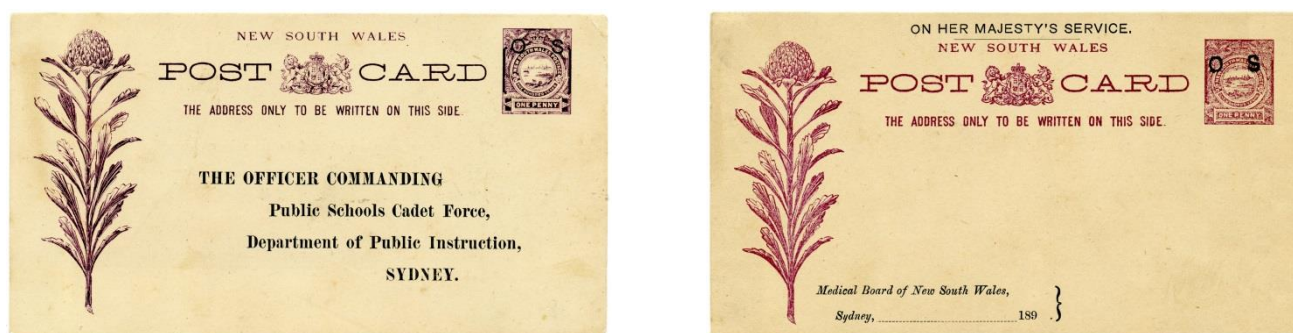 NEW SOUTH WALES
POST CARD
O S
ONE PENNY
THE ADDRESS ONLY TO BE WRITTEN ON THIS SIDE.
THE OFFICER COMMANDING
Public Schools Cadet Force,
Department of Public Instruction,
SYDNEY.
ON HER MAJESTY'S SERVICE.
NEW SOUTH WALES
POST CARD
O S
ONE PENNY
THE ADDRESS ONLY TO BE WRITTEN ON THIS SIDE.
Medical Board of New South Wales,
Sydney, 189 .